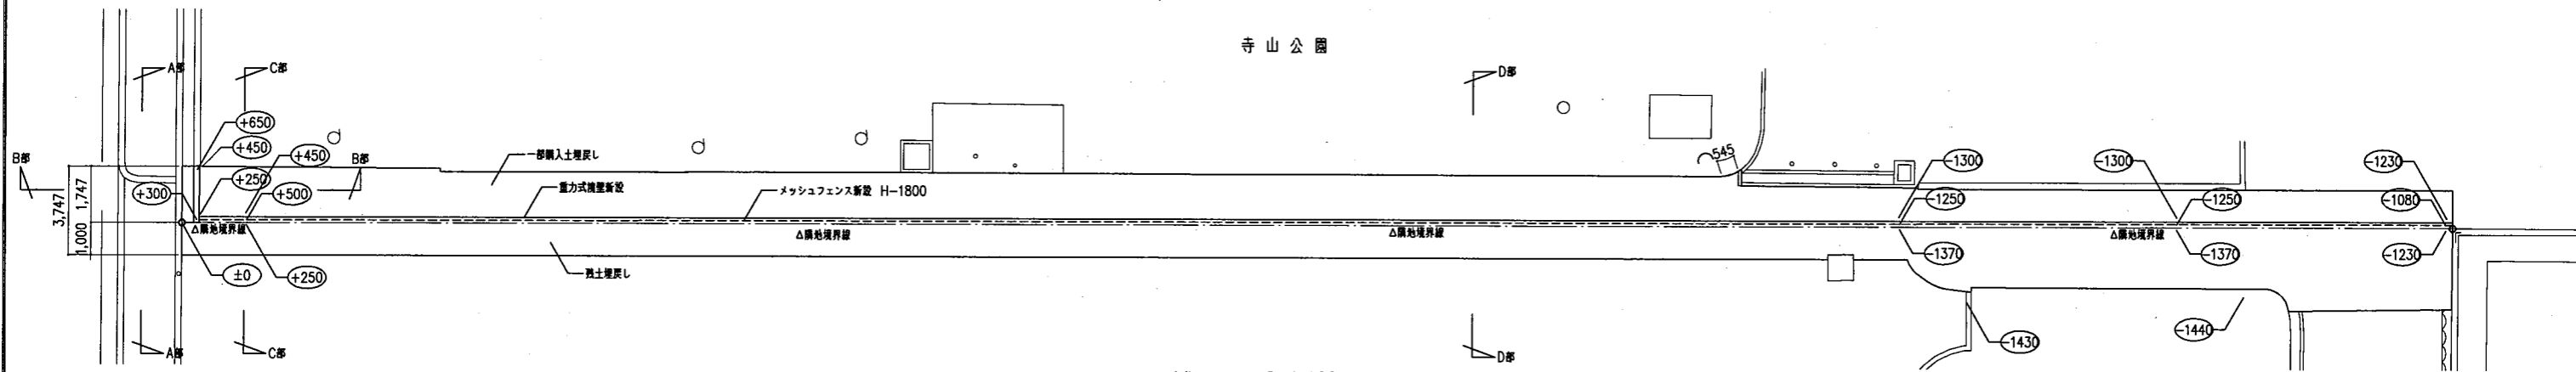 寺山公園
A部
C部
D部
+650
+450
+450
B部
B部
一部購入土埋戻し
545
-1300
-1300
-1230
+250
+300
+500
重力式擁壁新設
メッシュフェンス新設 H-1800
-1250
-1250
-1080
3,747
1,747
1,000
△隣地境界線
△隣地境界線
△隣地境界線
△隣地境界線
±0
+250
残土埋戻し
-1370
-1370
-1230
-1440
-1430
A部
C部
D部